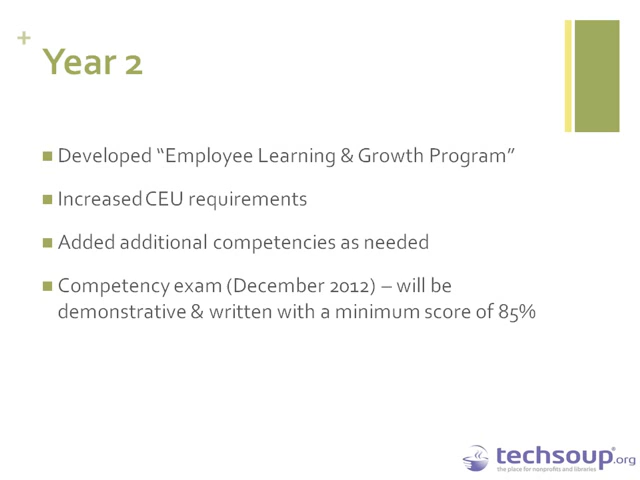 +
Year 2
Developed “Employee Learning & Growth Program”
Increased CEU requirements
Added additional competencies as needed
Competency exam (December 2012) – will be
demonstrative & written with a minimum score of 85%
techsoup.org
the place for nonprofits and libraries